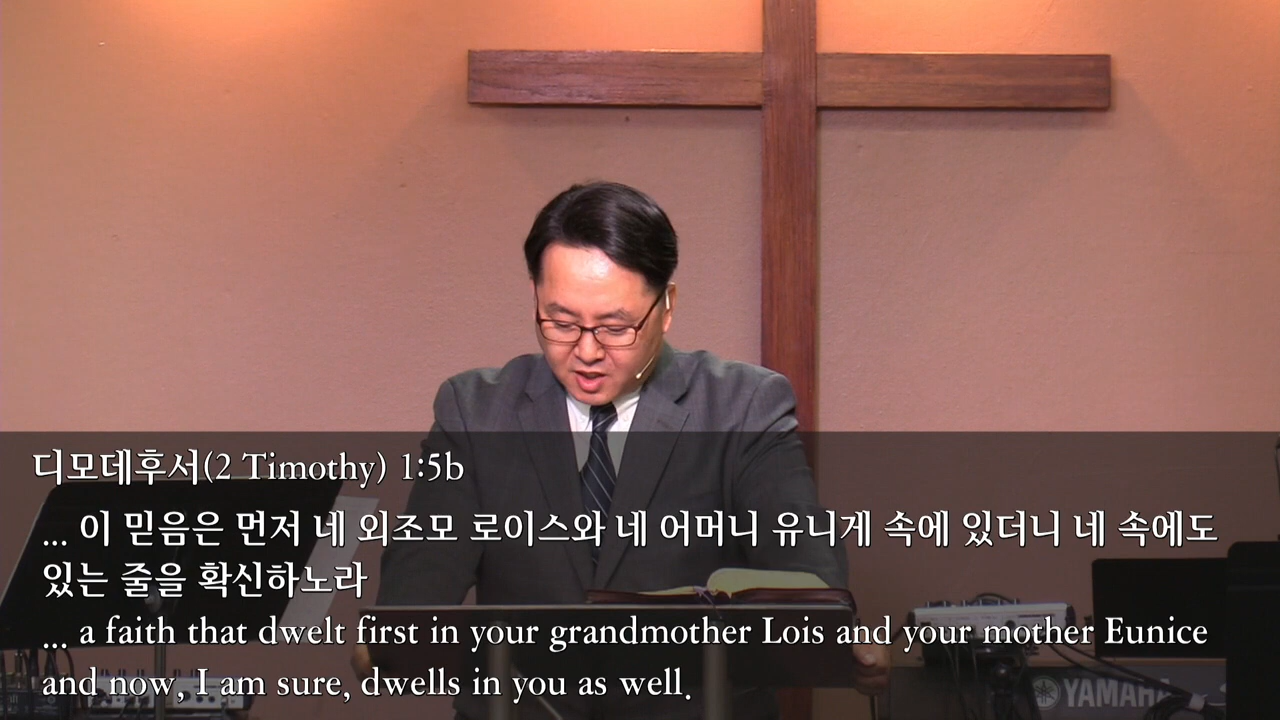 디모데후서(2 Timothy) 1:5b
... 이 믿음은 먼저 네 외조모 로이스와 네 어머니 유니게 속에 있더니 네 속에도
있는 줄을 확신하노라
... a faith that dwelt first in your grandmother Lois and your mother Eunice
and now, I am sure, dwells in you as well.
YAMAHA